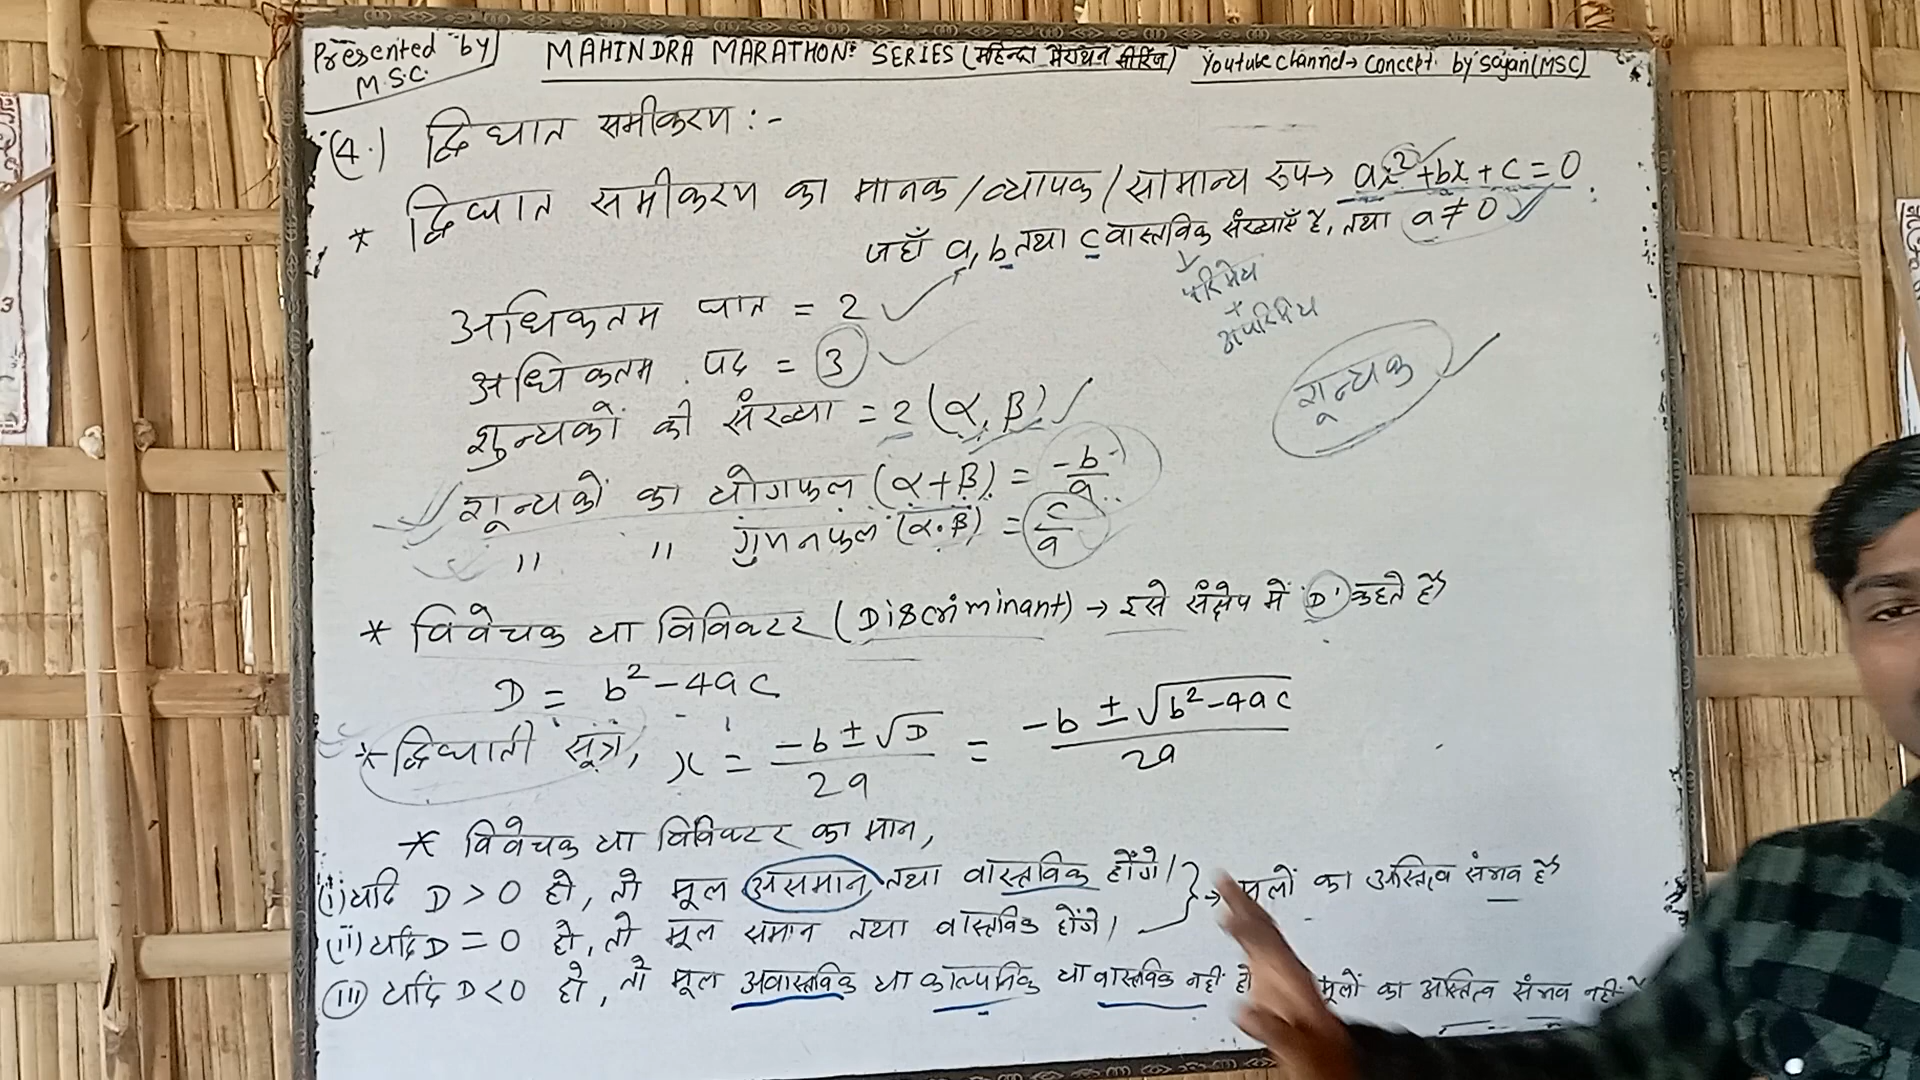 Presented by
M.S.C.
MAHINDRA MARATHON: SERIES (महिन्द्रा मैराथन सीरिज) Youtube channel → Concept. by Sajan (MSC)
(4.) द्विघात समीकरण :-
* द्विघात समीकरण का मानक/व्यापक/सामान्य रूप → ax²+bx+c=0
जहाँ a, b तथा c वास्तविक संख्याएँ है, तथा a≠0
परिमेय
+
अपरिमेय
अधिकतम घात = 2
अधिकतम पद = 3
शून्यक
शुन्यकों की संख्या = 2 (α, β)
शून्यकों का योगफल (α+β) = -b/a
" " गुणनफल (α.β) = c/a
* विवेचक या विविक्टर (Discriminant) → इसे संक्षेप में 'D' कहते है
D = b²-4ac
* द्विघाती सूत्र, x = -b±√D/2a = -b±√b²-4ac/2a
* विवेचक या विविक्टर का मान,
(i) यदि D>0 हो, तो मूल असमान तथा वास्तविक होंगे। } → मूलों का अस्तित्व संभव है
(ii) यदि D=0 हो, तो मूल समान तथा वास्तविक होंगे।
(iii) यदि D<0 हो, तो मूल अवास्तविक या काल्पनिक या वास्तविक नहीं मूलों का अस्तित्व संभव नहीं